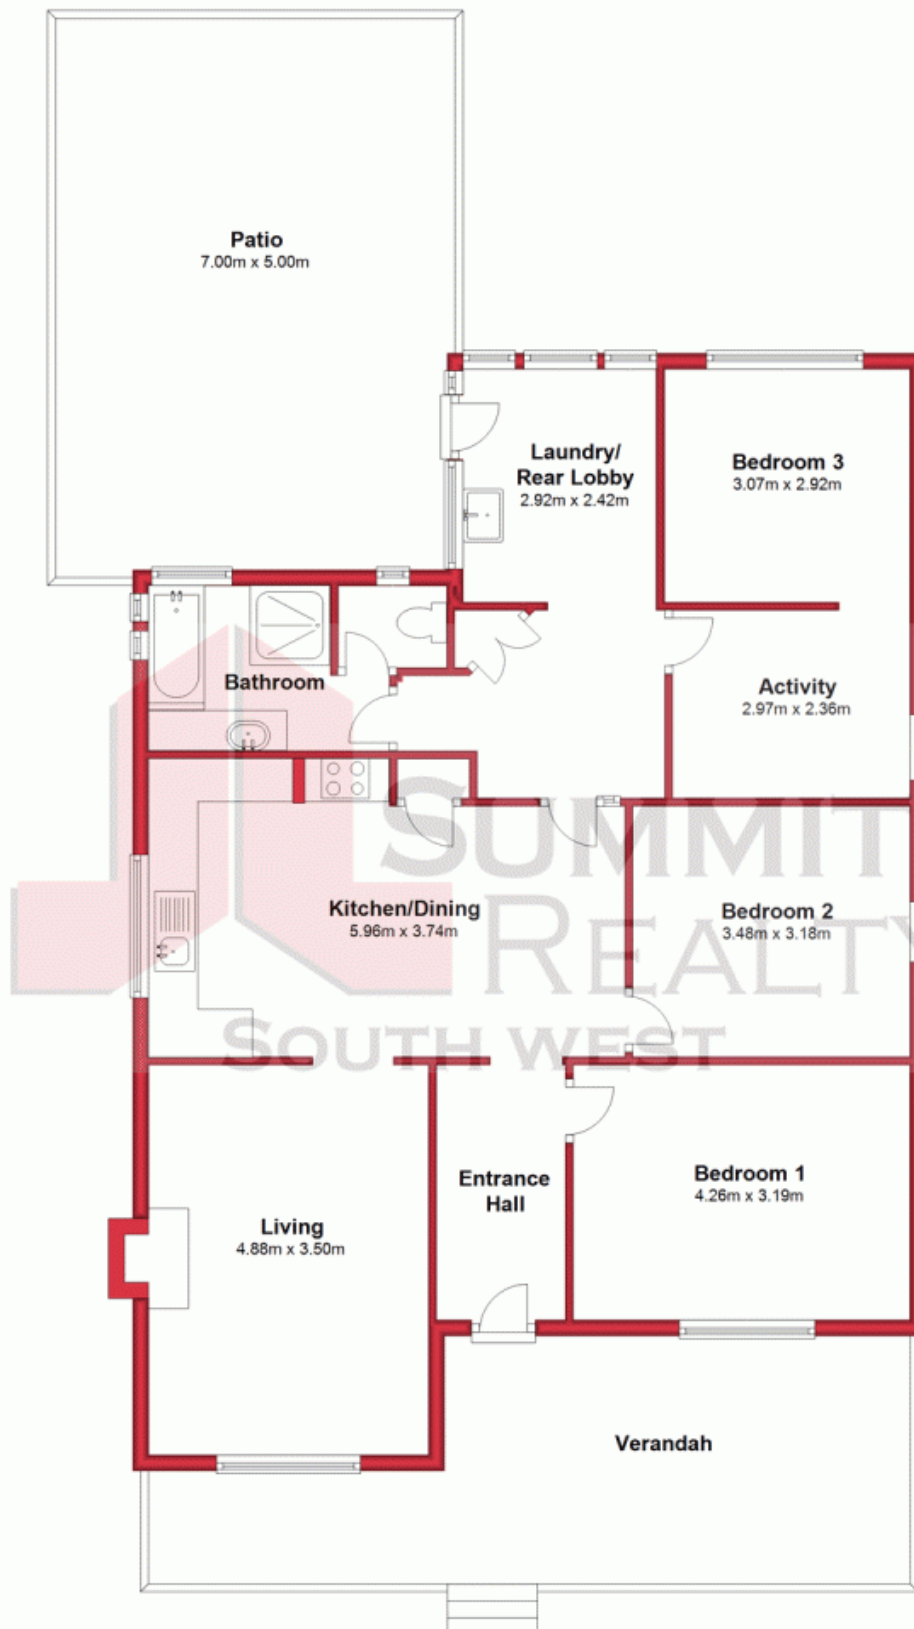 Patio
7.00m x 5.00m
Laundry/
Rear Lobby
2.92m x 2.42m
Bedroom 3
3.07m x 2.92m
Bathroom
Activity
2.97m x 2.36m
SUMMIT
REALTY
SOUTH WEST
Kitchen/Dining
5.96m x 3.74m
Bedroom 2
3.48m x 3.18m
Entrance
Hall
Bedroom 1
4.26m x 3.19m
Living
4.88m x 3.50m
Verandah